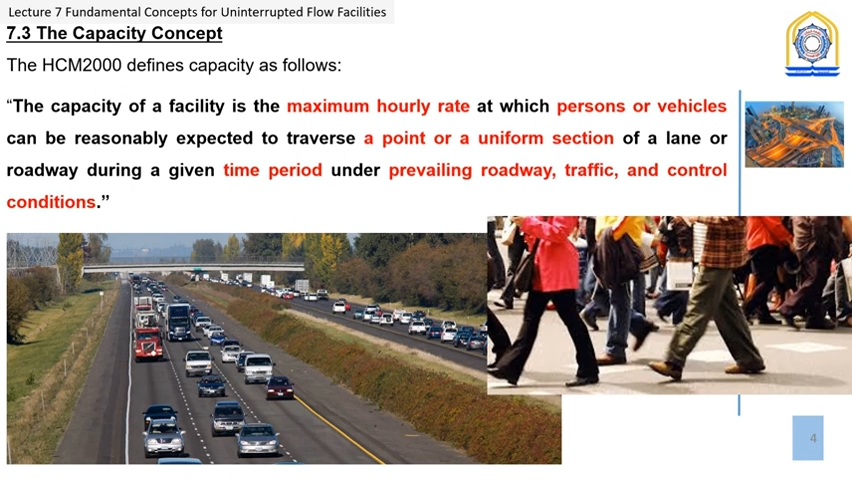 Lecture 7 Fundamental Concepts for Uninterrupted Flow Facilities
7.3 The Capacity Concept
The HCM2000 defines capacity as follows:
“The capacity of a facility is the maximum hourly rate at which persons or vehicles
can be reasonably expected to traverse a point or a uniform section of a lane or
roadway during a given time period under prevailing roadway, traffic, and control
conditions.”
4